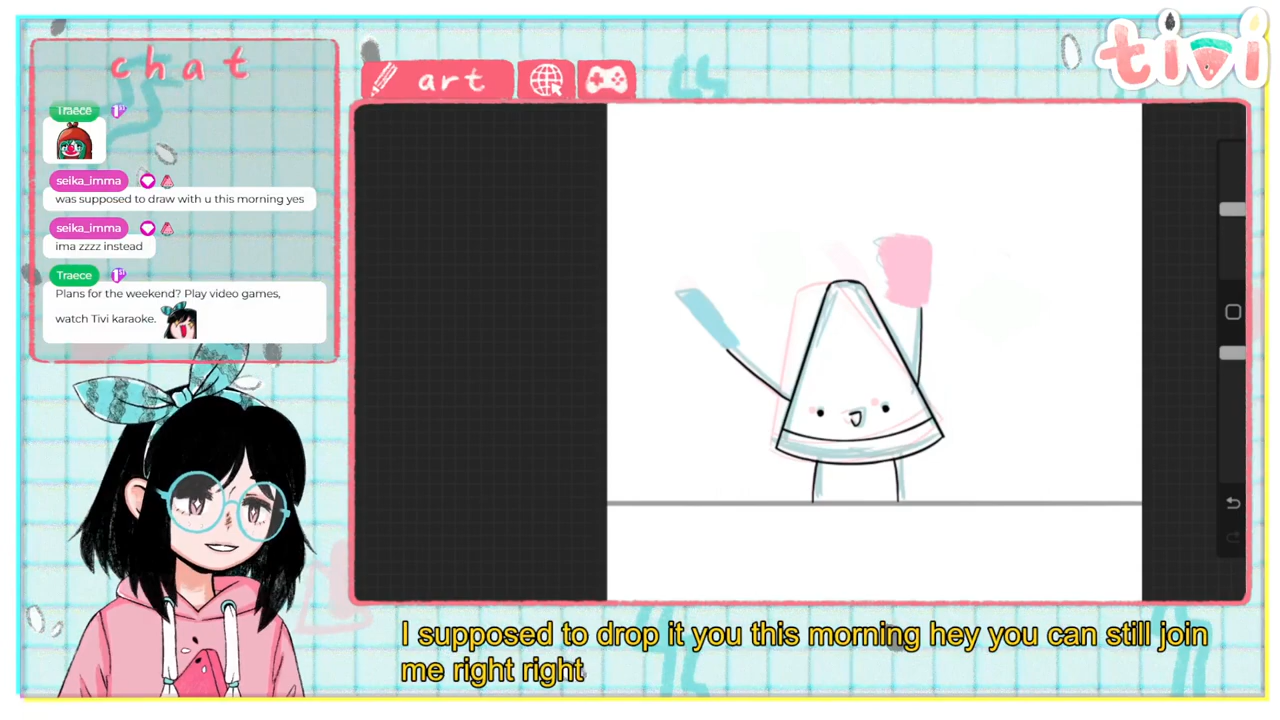 chat
art
tivi
Traece 1st
seika_imma
was supposed to draw with u this morning yes
seika_imma
ima zzzz instead
Traece 1st
Plans for the weekend? Play video games,
watch Tivi karaoke.
I supposed to drop it you this morning hey you can still join
me right right